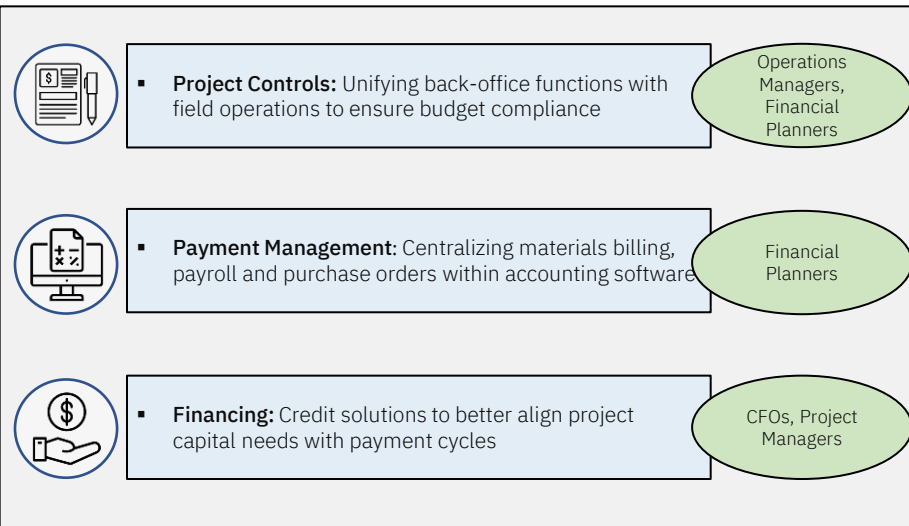 ▪ Project Controls: Unifying back-office functions with
field operations to ensure budget compliance
Operations
Managers,
Financial
Planners
▪ Payment Management: Centralizing materials billing,
payroll and purchase orders within accounting software
Financial
Planners
▪ Financing: Credit solutions to better align project
capital needs with payment cycles
CFOs, Project
Managers